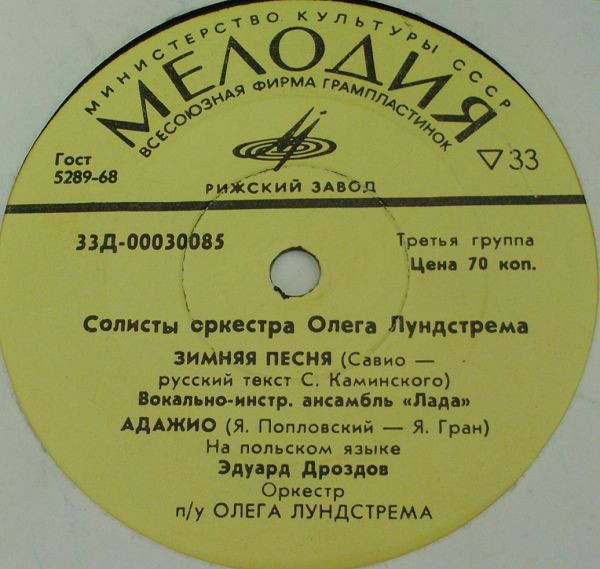 МИНИСТЕРСТВО КУЛЬТУРЫ СССР
МЕЛОДИЯ
ВСЕСОЮЗНАЯ ФИРМА ГРАМПЛАСТИНОК
Гост
5289-68
33
РИЖСКИЙ ЗАВОД
33Д-00030085
Третья группа
Цена 70 коп.
Солисты оркестра Олега Лундстрема
ЗИМНЯЯ ПЕСНЯ (Савио —
русский текст С. Каминского)
Вокально-инстр. ансамбль «Лада»
АДАЖИО (Я. Попловский — Я. Гран)
На польском языке
Эдуард Дроздов
Оркестр
п/у ОЛЕГА ЛУНДСТРЕМА